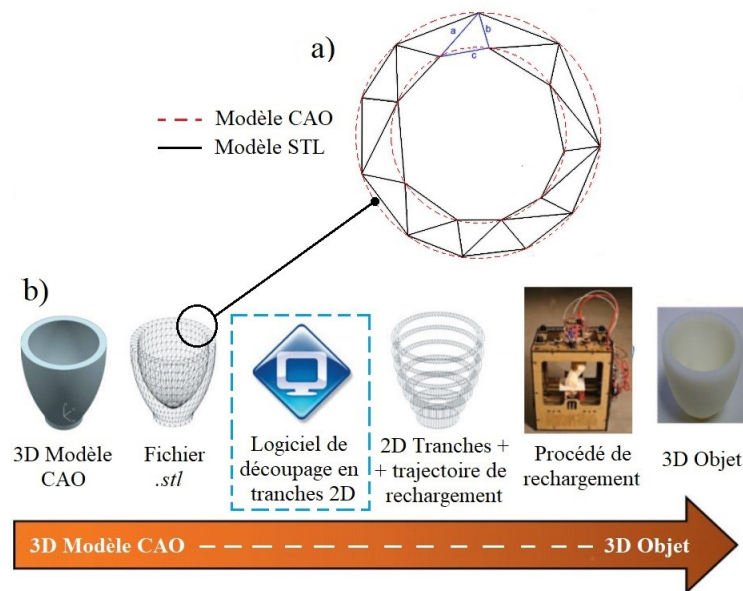 a)
a
b
c
Modèle CAO
Modèle STL
b)
3D Modèle
CAO
Fichier
.stl
Logiciel de
découpage en
tranches 2D
2D Tranches +
+ trajectoire de
rechargement
Procédé de
rechargement
3D Objet
3D Modèle CAO
3D Objet